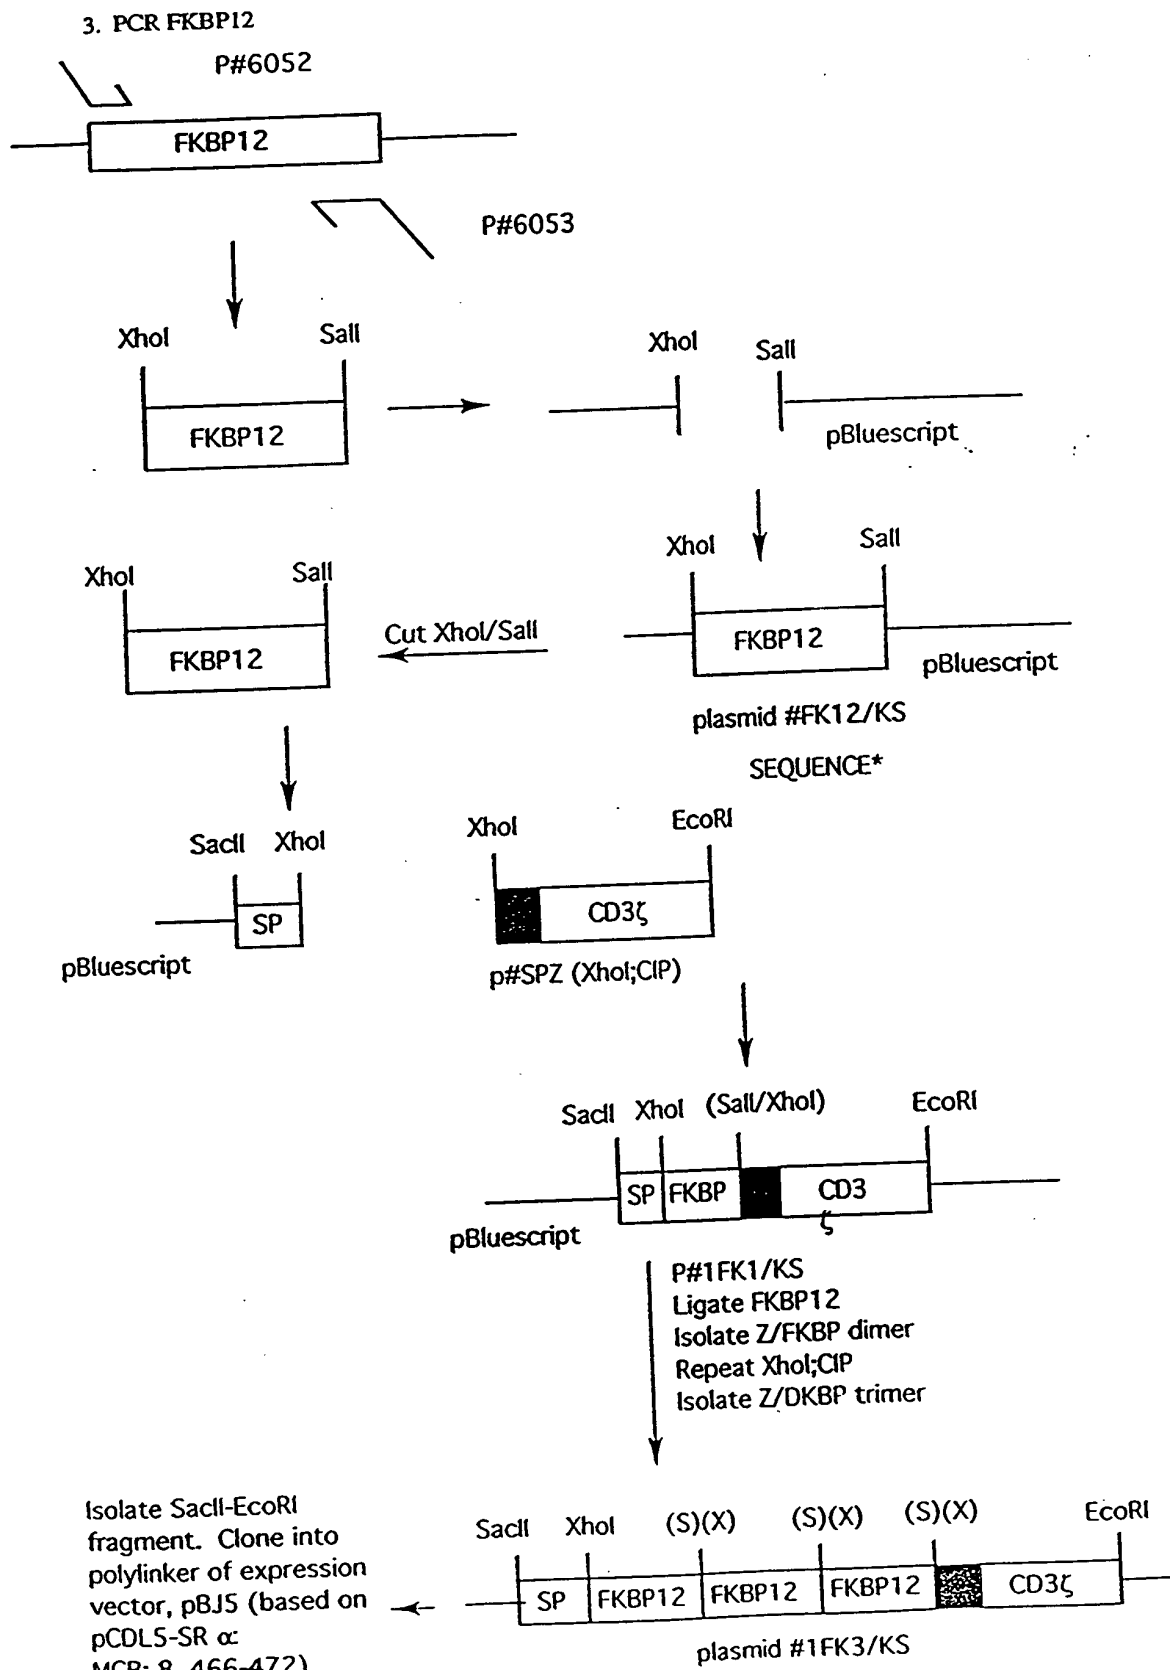 3. PCR FKBP12
P#6052
FKBP12
P#6053
XhoI SalI
FKBP12
XhoI SalI
pBluescript
XhoI SalI
FKBP12
pBluescript
plasmid #FK12/KS
SEQUENCE*
Cut XhoI/SalI
XhoI SalI
FKBP12
SacII XhoI
SP
pBluescript
XhoI EcoRI
CD3ζ
p#SPZ (XhoI;CIP)
SacII XhoI (SalI/XhoI) EcoRI
SP FKBP CD3
ζ
pBluescript
P#1FK1/KS
Ligate FKBP12
Isolate Z/FKBP dimer
Repeat XhoI;CIP
Isolate Z/DKBP trimer
SacII XhoI (S)(X) (S)(X) (S)(X) EcoRI
SP FKBP12 FKBP12 FKBP12 CD3ζ
plasmid #1FK3/KS
Isolate SacII-EcoRI
fragment. Clone into
polylinker of expression
vector, pBJ5 (based on
pCDL5-SR α:
MCB: 8, 466-472)